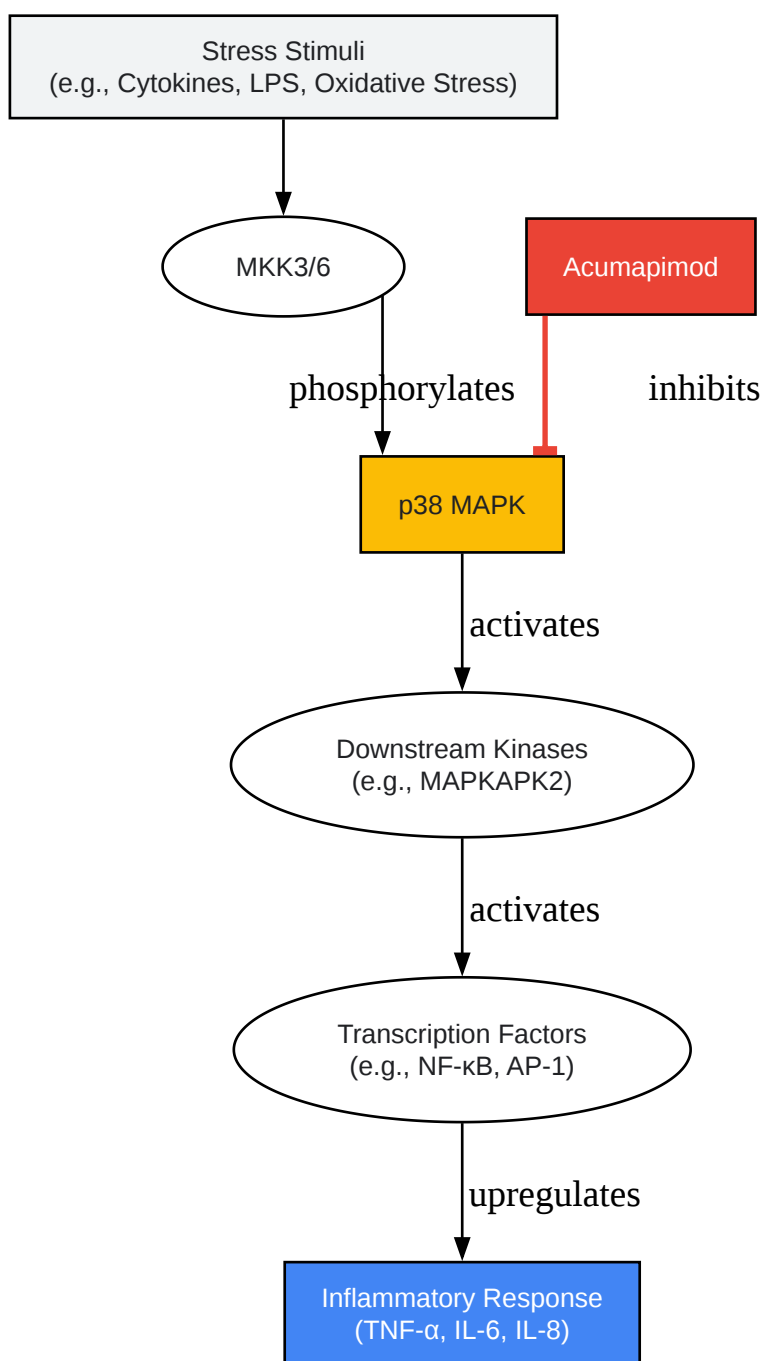 Stress Stimuli
(e.g., Cytokines, LPS, Oxidative Stress)
MKK3/6
Acumapimod
phosphorylates
inhibits
p38 MAPK
activates
Downstream Kinases
(e.g., MAPKAPK2)
activates
Transcription Factors
(e.g., NF-κB, AP-1)
upregulates
Inflammatory Response
(TNF-α, IL-6, IL-8)